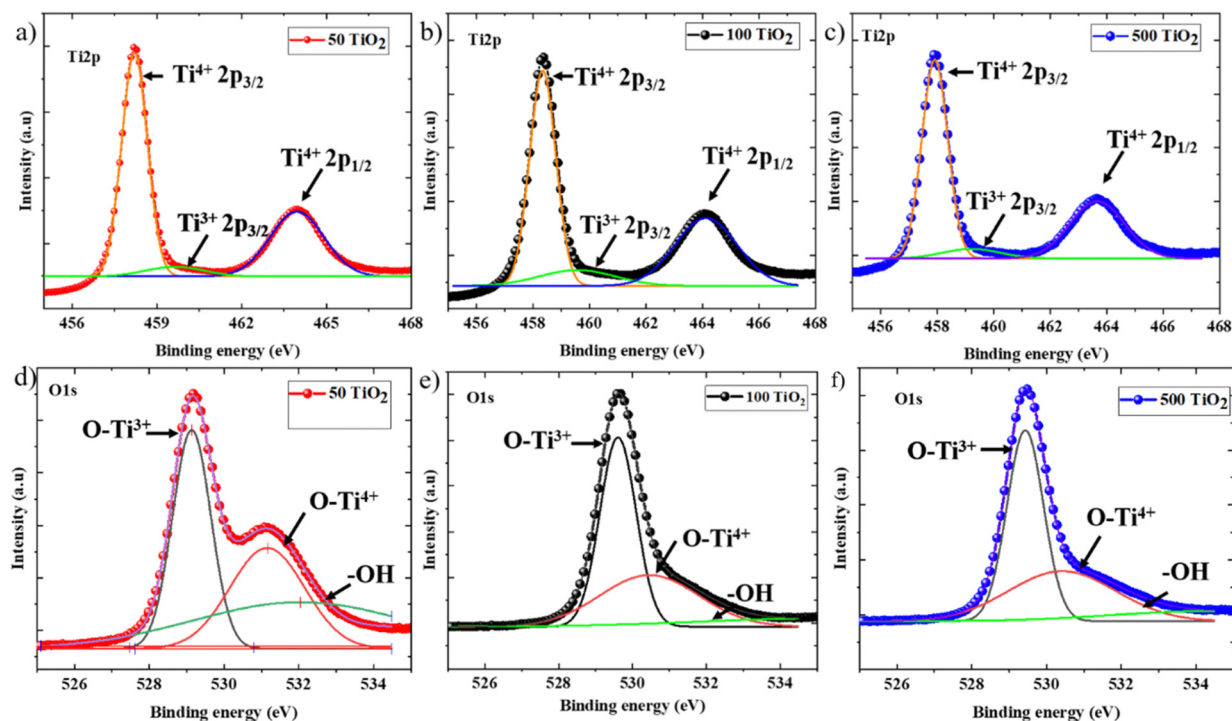 a)
Ti2p
50 TiO₂
Ti⁴⁺ 2p₃/₂
Ti⁴⁺ 2p₁/₂
Ti³⁺ 2p₃/₂
Intensity (a.u)
456 459 462 465 468
Binding energy (eV)
b)
Ti2p
100 TiO₂
Ti⁴⁺ 2p₃/₂
Ti⁴⁺ 2p₁/₂
Ti³⁺ 2p₃/₂
Intensity (a.u)
456 458 460 462 464 466 468
Binding energy (eV)
c)
Ti2p
500 TiO₂
Ti⁴⁺ 2p₃/₂
Ti⁴⁺ 2p₁/₂
Ti³⁺ 2p₃/₂
Intensity (a.u)
456 458 460 462 464 466 468
Binding energy (eV)
d)
O1s
50 TiO₂
O-Ti³⁺
O-Ti⁴⁺
-OH
Intensity (a.u)
526 528 530 532 534
Binding energy (eV)
e)
O1s
100 TiO₂
O-Ti³⁺
O-Ti⁴⁺
-OH
Intensity (a.u)
526 528 530 532 534
Binding energy (eV)
f)
O1s
500 TiO₂
O-Ti³⁺
O-Ti⁴⁺
-OH
Intensity (a.u)
526 528 530 532 534
Binding energy (eV)